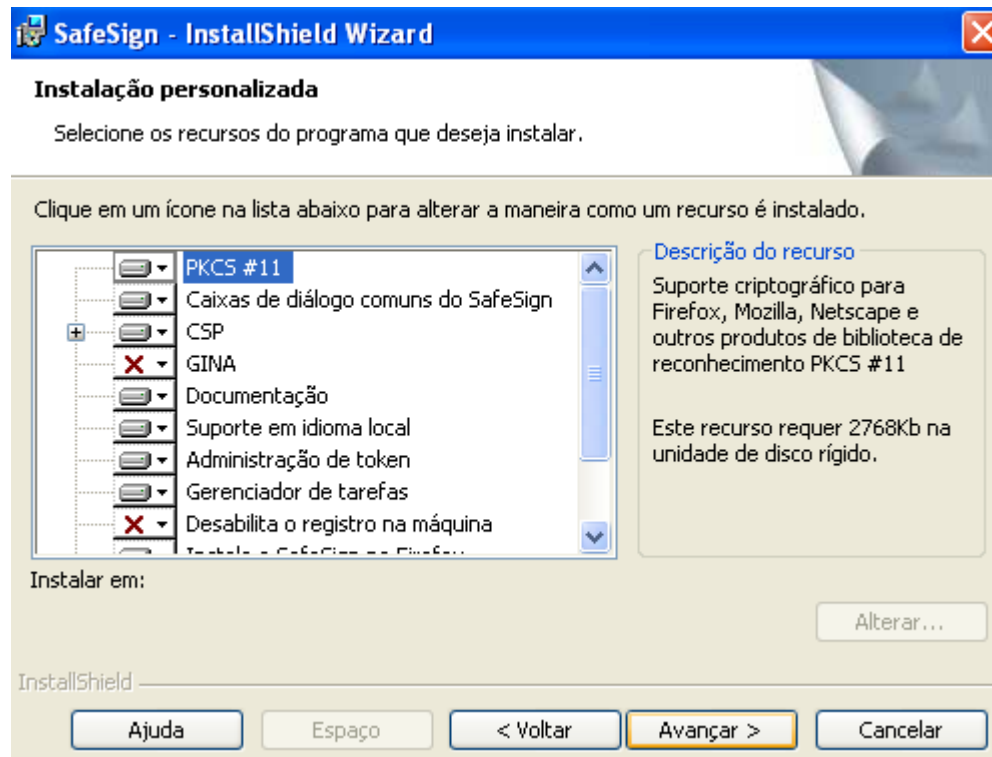 SafeSign - InstallShield Wizard
Instalação personalizada
Selecione os recursos do programa que deseja instalar.
Clique em um ícone na lista abaixo para alterar a maneira como um recurso é instalado.
PKCS #11
Caixas de diálogo comuns do SafeSign
CSP
GINA
Documentação
Suporte em idioma local
Administração de token
Gerenciador de tarefas
Desabilita o registro na máquina
Descrição do recurso
Suporte criptográfico para
Firefox, Mozilla, Netscape e
outros produtos de biblioteca de
reconhecimento PKCS #11
Este recurso requer 2768Kb na
unidade de disco rígido.
Instalar em:
Alterar...
InstallShield
Ajuda
Espaço
< Voltar
Avançar >
Cancelar